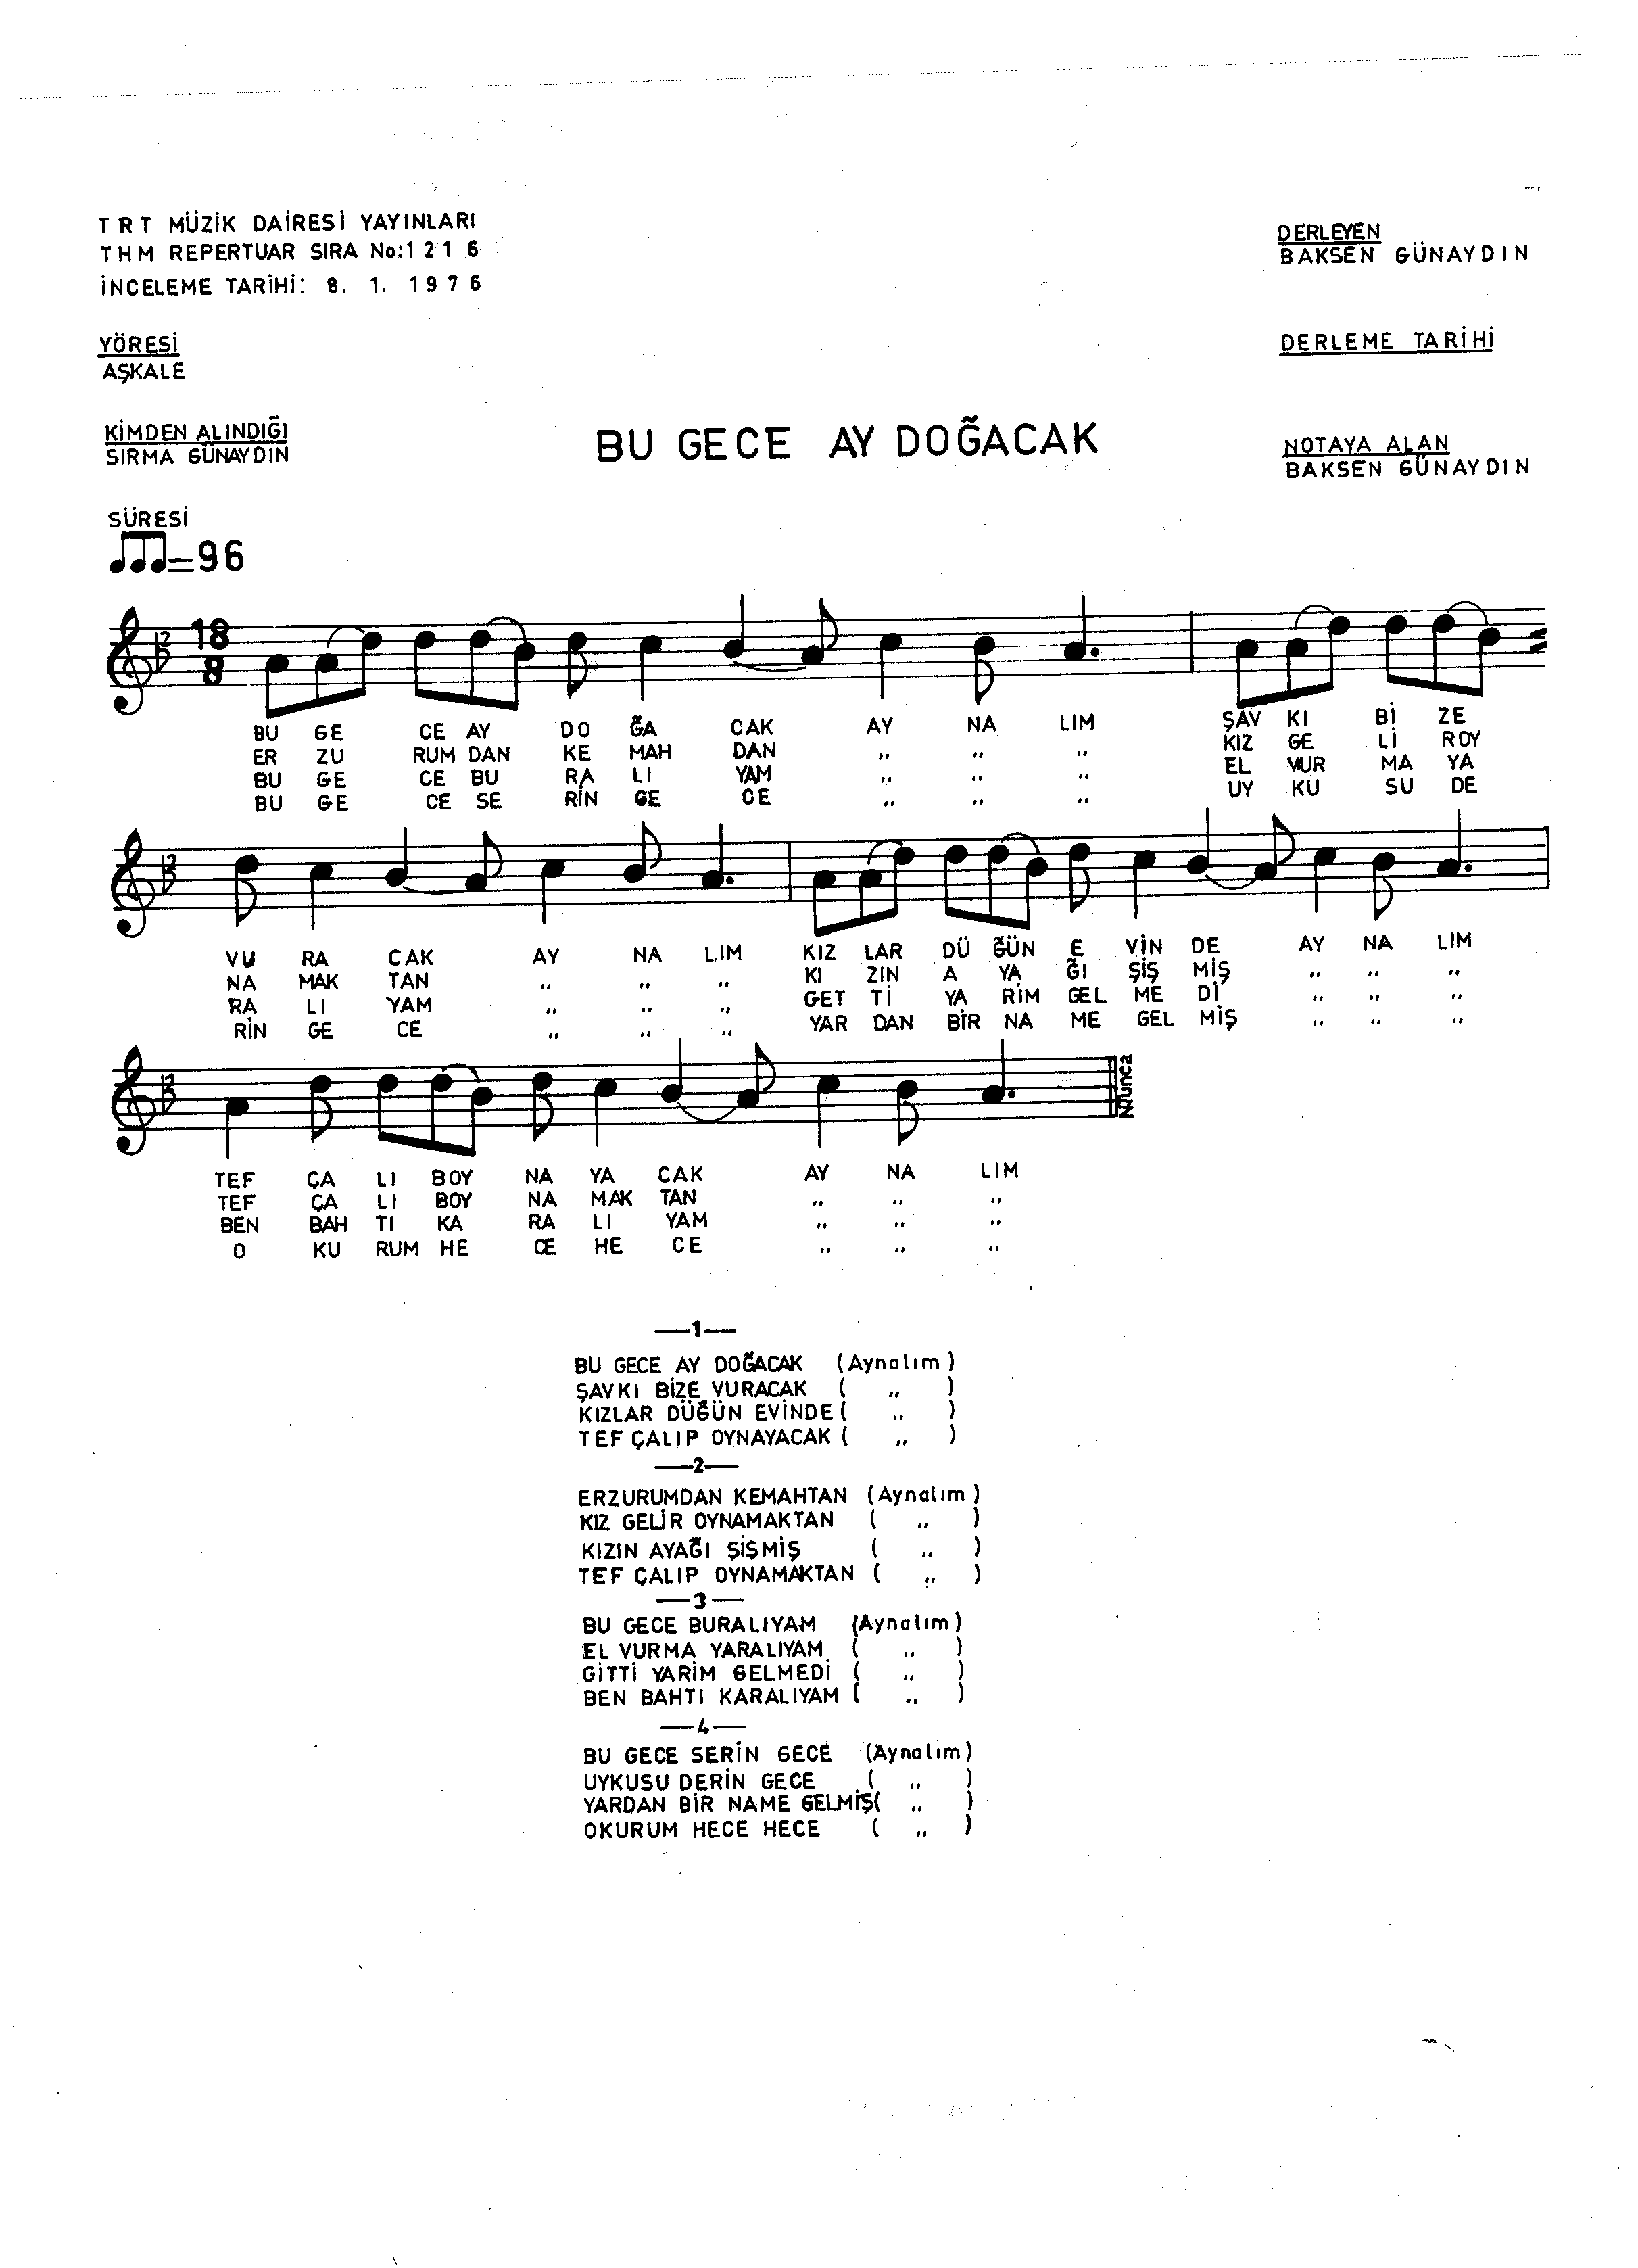 TRT MÜZİK DAİRESİ YAYINLARI
THM REPERTUAR SIRA No:1216
İNCELEME TARİHİ: 8. 1. 1976
DERLEYEN
BAKSEN GÜNAYDIN
YÖRESİ
AŞKALE
DERLEME TARİHİ
KİMDEN ALINDIĞI
SIRMA GÜNAYDIN
BU GECE AY DOĞACAK
NOTAYA ALAN
BAKSEN GÜNAYDIN
SÜRESİ
=96
18
8
BU GE CE AY DO ĞA CAK AY NA LIM ŞAV KI Bİ ZE
ER ZU RUM DAN KE MAH DAN ,, ,, ,, KIZ GE Lİ ROY
BU GE CE BU RA LI YAM ,, ,, ,, EL VUR MA YA
BU GE CE SE RİN GE CE ,, ,, ,, UY KU SU DE
VU RA CAK AY NA LIM KIZ LAR DÜ ĞÜN E VİN DE AY NA LIM
NA MAK TAN ,, ,, ,, KI ZIN A YA ĞI ŞİŞ MİŞ ,, ,, ,,
RA LI YAM ,, ,, ,, GET Tİ YA RİM GEL ME Dİ ,, ,, ,,
RİN GE CE ,, ,, ,, YAR DAN BİR NA ME GEL MİŞ ,, ,, ,,
N.Tunca
TEF ÇA LI BOY NA YA CAK AY NA LIM
TEF ÇA LI BOY NA MAK TAN ,, ,, ,,
BEN BAH TI KA RA LI YAM ,, ,, ,,
O KU RUM HE CE HE CE ,, ,, ,,
—1—
BU GECE AY DOĞACAK (Aynalım)
ŞAVKI BİZE VURACAK ( ,, )
KIZLAR DÜĞÜN EVİNDE ( ,, )
TEF ÇALIP OYNAYACAK ( ,, )
—2—
ERZURUMDAN KEMAHTAN (Aynalım)
KIZ GELİR OYNAMAKTAN ( ,, )
KIZIN AYAĞI ŞİŞMİŞ ( ,, )
TEF ÇALIP OYNAMAKTAN ( ,, )
—3—
BU GECE BURALIYAM (Aynalım)
EL VURMA YARALIYAM ( ,, )
GİTTİ YARİM GELMEDİ ( ,, )
BEN BAHTI KARALIYAM ( ,, )
—4—
BU GECE SERİN GECE (Aynalım)
UYKUSU DERİN GECE ( ,, )
YARDAN BİR NAME GELMİŞ ( ,, )
OKURUM HECE HECE ( ,, )